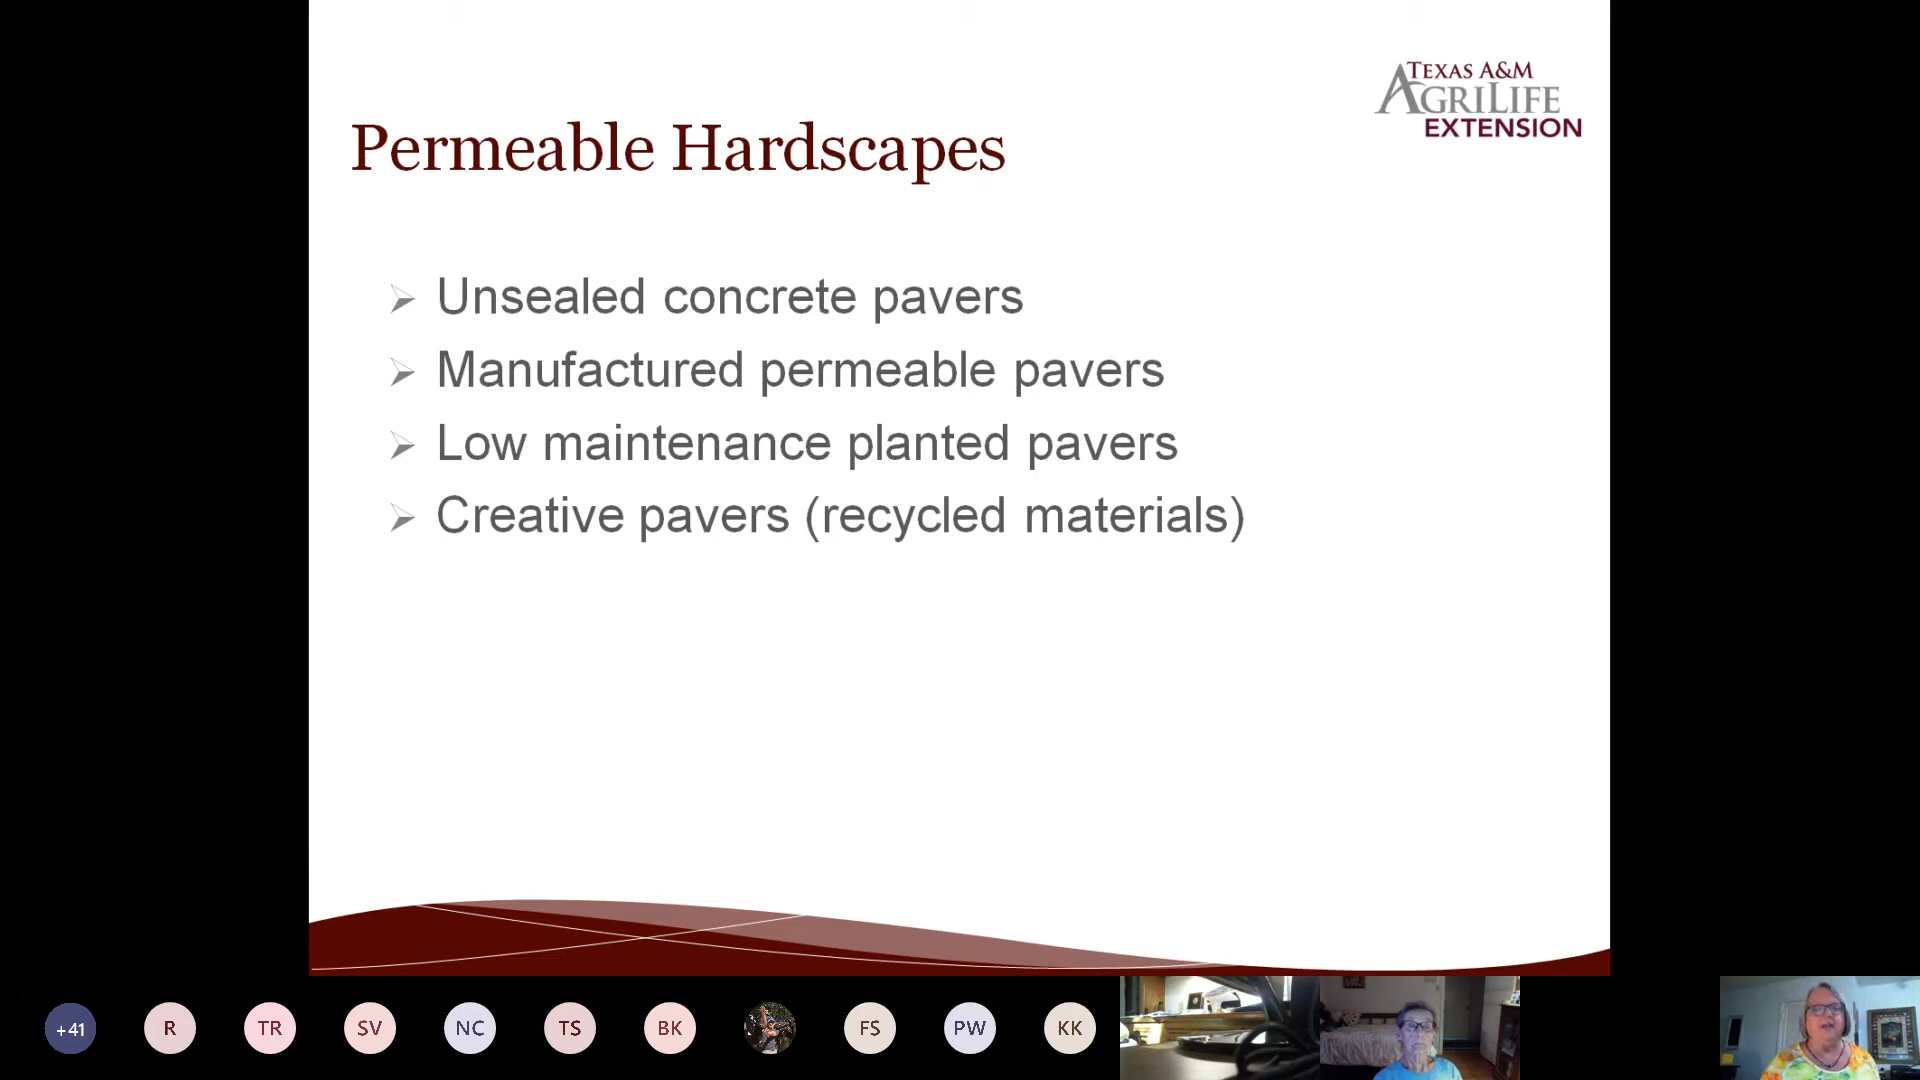 TEXAS A&M
AGRILIFE
EXTENSION
Permeable Hardscapes
Unsealed concrete pavers
Manufactured permeable pavers
Low maintenance planted pavers
Creative pavers (recycled materials)
+41
R
TR
SV
NC
TS
BK
FS
PW
KK